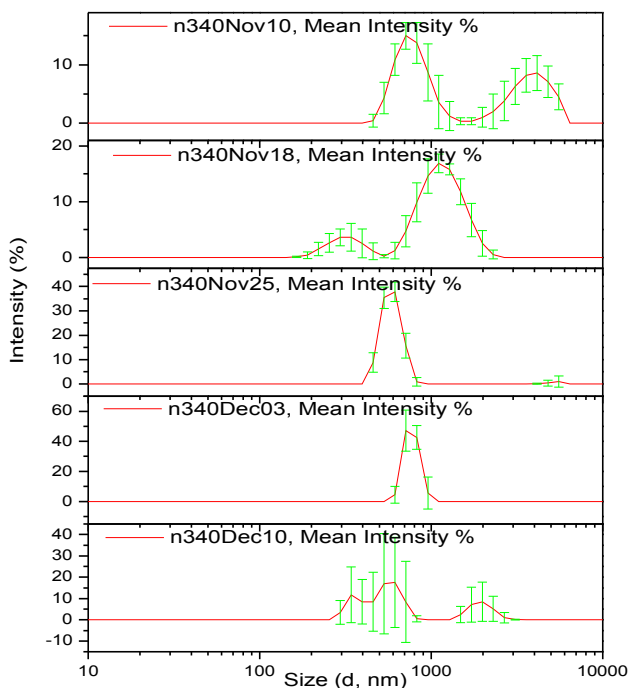 n340Nov10, Mean Intensity %
10
0
n340Nov18, Mean Intensity %
20
10
0
n340Nov25, Mean Intensity %
40
30
20
10
0
n340Dec03, Mean Intensity %
60
40
20
0
n340Dec10, Mean Intensity %
40
30
20
10
0
-10
Intensity (%)
10 100 1000 10000
Size (d, nm)